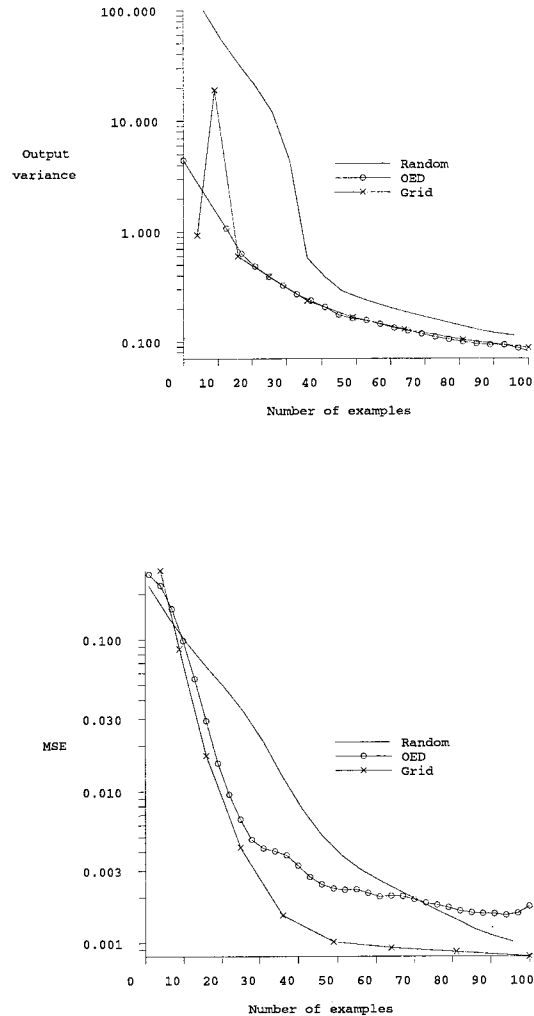 100.000
10.000
Output
variance
Random
OED
Grid
1.000
0.100
0 10 20 30 40 50 60 70 80 90 100
Number of examples
0.100
0.030
MSE
Random
OED
Grid
0.010
0.003
0.001
0 10 20 30 40 50 60 70 80 90 100
Number of examples